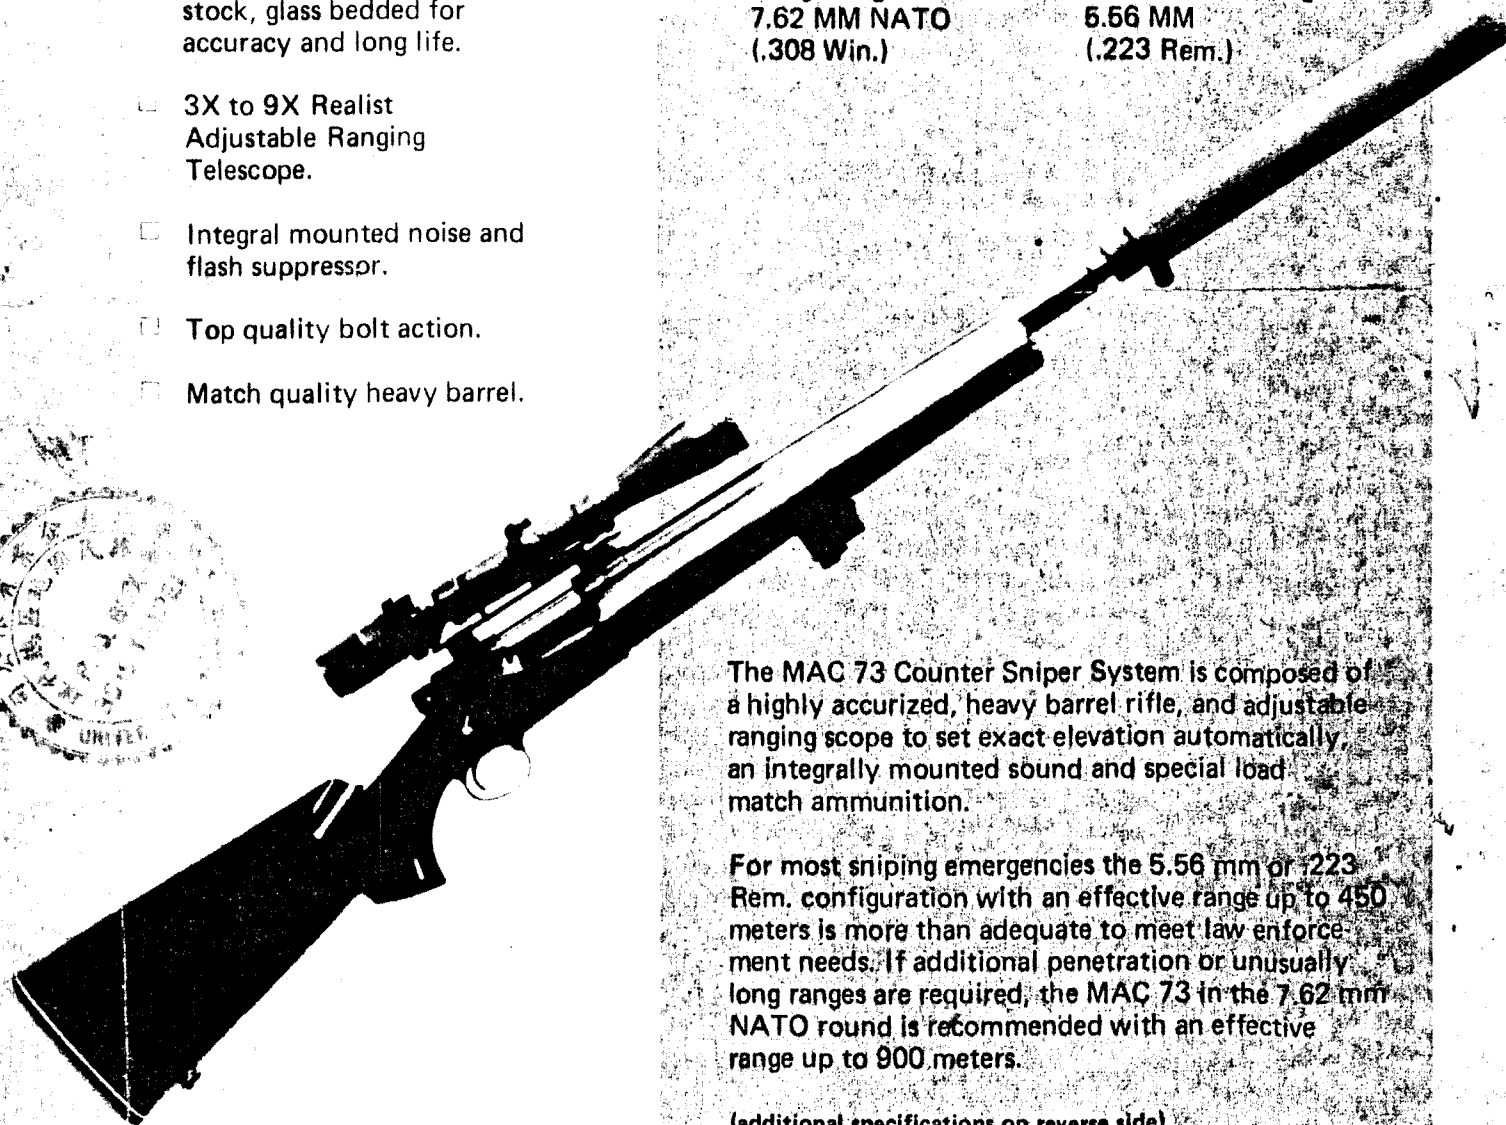 stock, glass bedded for
accuracy and long life.
3X to 9X Realist
Adjustable Ranging
Telescope.
Integral mounted noise and
flash suppressor.
Top quality bolt action.
Match quality heavy barrel.
7.62 MM NATO
(.308 Win.)
5.56 MM
(.223 Rem.)
The MAC 73 Counter Sniper System is composed of
a highly accurized, heavy barrel rifle, and adjustable
ranging scope to set exact elevation automatically,
an integrally mounted sound and special load
match ammunition.
For most sniping emergencies the 5.56 mm or .223
Rem. configuration with an effective range up to 450
meters is more than adequate to meet law enforce-
ment needs. If additional penetration or unusually
long ranges are required, the MAC 73 in the 7.62 mm
NATO round is recommended with an effective
range up to 900 meters.
(additional specifications on reverse side)